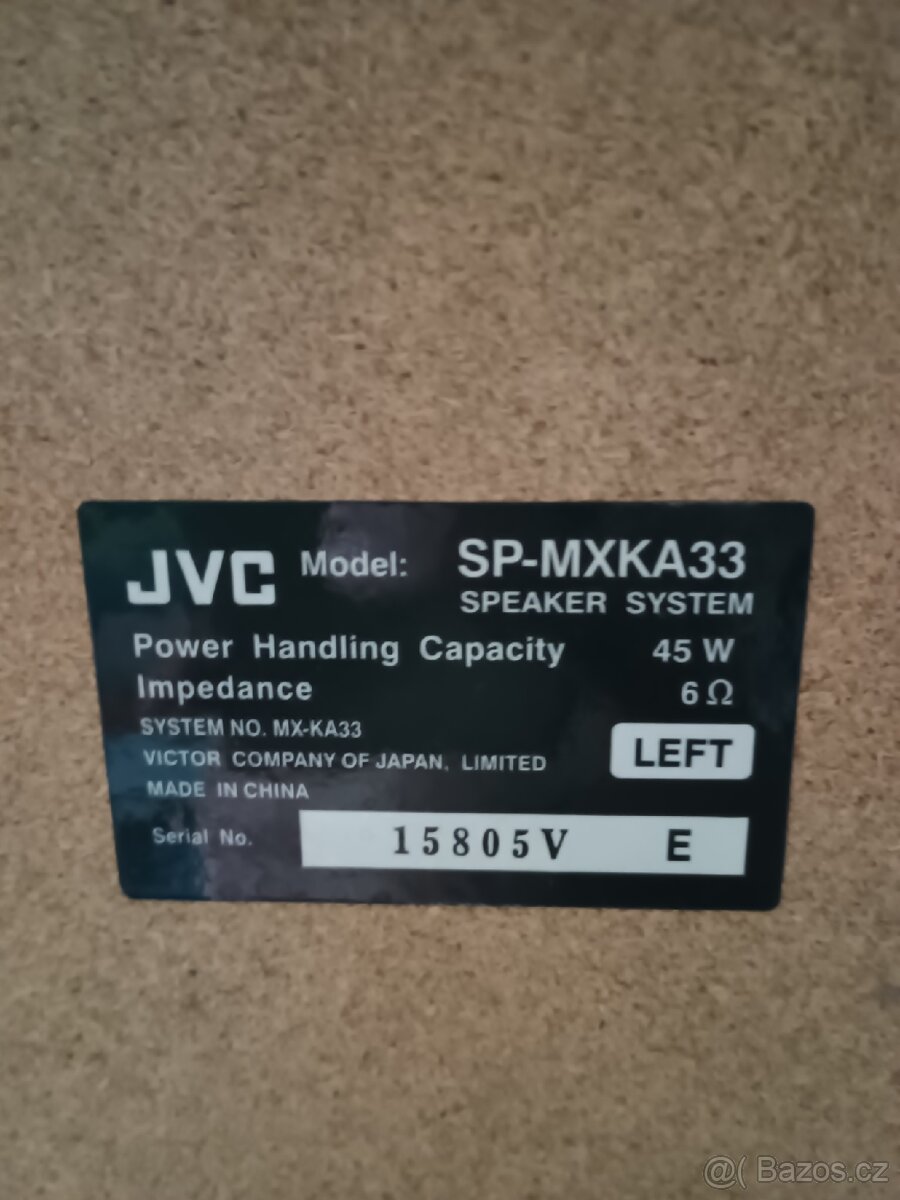 JVC Model: SP-MXKA33
SPEAKER SYSTEM
Power Handling Capacity 45 W
Impedance 6 Ω
SYSTEM NO. MX-KA33
VICTOR COMPANY OF JAPAN, LIMITED
LEFT
MADE IN CHINA
Serial No. 15805V E
@( Bazos.cz